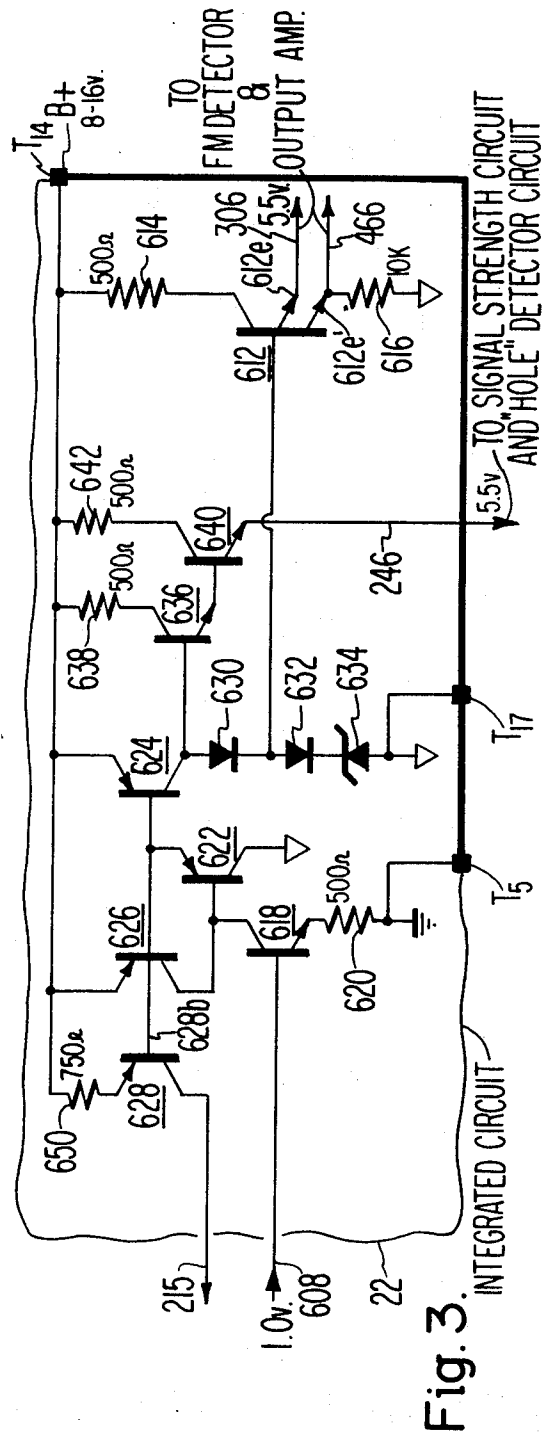 T14
B+
8-16v.
TO
FM DETECTOR
&
OUTPUT AMP.
500Ω
614
306
5.5v.
612e
612
466
612e'
10K
616
642
500Ω
638
500Ω
640
636
246
5.5v
TO SIGNAL STRENGTH CIRCUIT
AND "HOLE" DETECTOR CIRCUIT
624
630
632
634
T17
626
622
628b
618
500Ω
620
T5
650
750Ω
628
215
1.0v.
608
22
INTEGRATED CIRCUIT
Fig. 3.